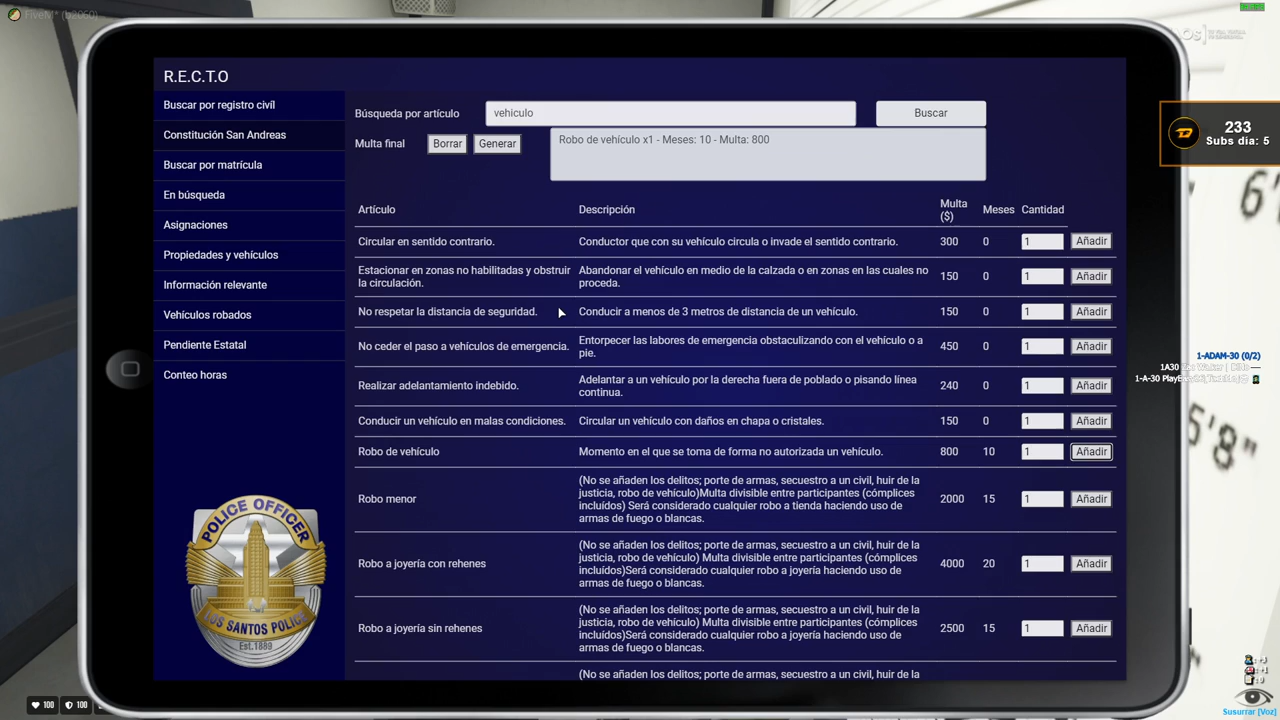 FiveM® (b2060)
R.E.C.T.O
Buscar por registro civíl
Constitución San Andreas
Buscar por matrícula
En búsqueda
Asignaciones
Propiedades y vehículos
Información relevante
Vehículos robados
Pendiente Estatal
Conteo horas
POLICE OFFICER
LOS SANTOS POLICE
Est.1889
Búsqueda por artículo
vehiculo
Buscar
Multa final
Borrar
Generar
Robo de vehículo x1 - Meses: 10 - Multa: 800
Artículo Descripción Multa ($) Meses Cantidad
Circular en sentido contrario. Conductor que con su vehículo circula o invade el sentido contrario. 300 0 1 Añadir
Estacionar en zonas no habilitadas y obstruir
la circulación.
Abandonar el vehículo en medio de la calzada o en zonas en las cuales no
proceda.
150 0 1 Añadir
No respetar la distancia de seguridad. Conducir a menos de 3 metros de distancia de un vehículo. 150 0 1 Añadir
No ceder el paso a vehículos de emergencia.
Entorpecer las labores de emergencia obstaculizando con el vehículo o a
pie.
450 0 1 Añadir
Realizar adelantamiento indebido.
Adelantar a un vehículo por la derecha fuera de poblado o pisando línea
contínua.
240 0 1 Añadir
Conducir un vehículo en malas condiciones. Circular un vehículo con daños en chapa o cristales. 150 0 1 Añadir
Robo de vehículo Momento en el que se toma de forma no autorizada un vehículo. 800 10 1 Añadir
Robo menor
(No se añaden los delitos; porte de armas, secuestro a un civil, huir de la
justicia, robo de vehículo)Multa divisible entre participantes (cómplices
incluídos) Será considerado cualquier robo a tienda haciendo uso de
armas de fuego o blancas.
2000 15 1 Añadir
Robo a joyería con rehenes
(No se añaden los delitos; porte de armas, secuestro a un civil, huir de la
justicia, robo de vehículo) Multa divisible entre participantes (cómplices
incluídos)Será considerado cualquier robo a joyería haciendo uso de
armas de fuego o blancas.
4000 20 1 Añadir
Robo a joyería sin rehenes
(No se añaden los delitos; porte de armas, secuestro a un civil, huir de la
justicia, robo de vehículo) Multa divisible entre participantes (cómplices
incluídos)Será considerado cualquier robo a joyería haciendo uso de
armas de fuego o blancas.
2500 15 1 Añadir
(No se añaden los delitos; porte de armas, secuestro a un civil, huir de la
233
Subs día: 5
6'
1-ADAM-30 (0/2)
5'8"
100
100
Susurrar [Voz]